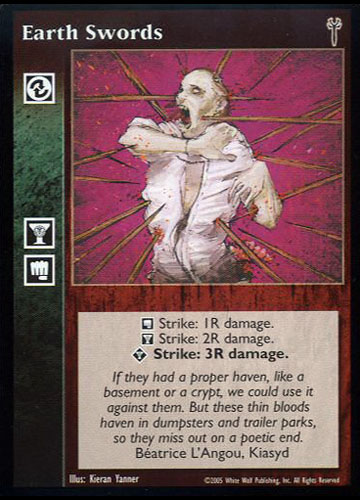 Earth Swords
Strike: 1R damage.
Strike: 2R damage.
Strike: 3R damage.
If they had a proper haven, like a
basement or a crypt, we could use it
against them. But these thin bloods
haven in dumpsters and trailer parks,
so they miss out on a poetic end.
Béatrice L'Angou, Kiasyd
Illus: Kieran Yanner
©2005 White Wolf Publishing, Inc. All Rights Reserved